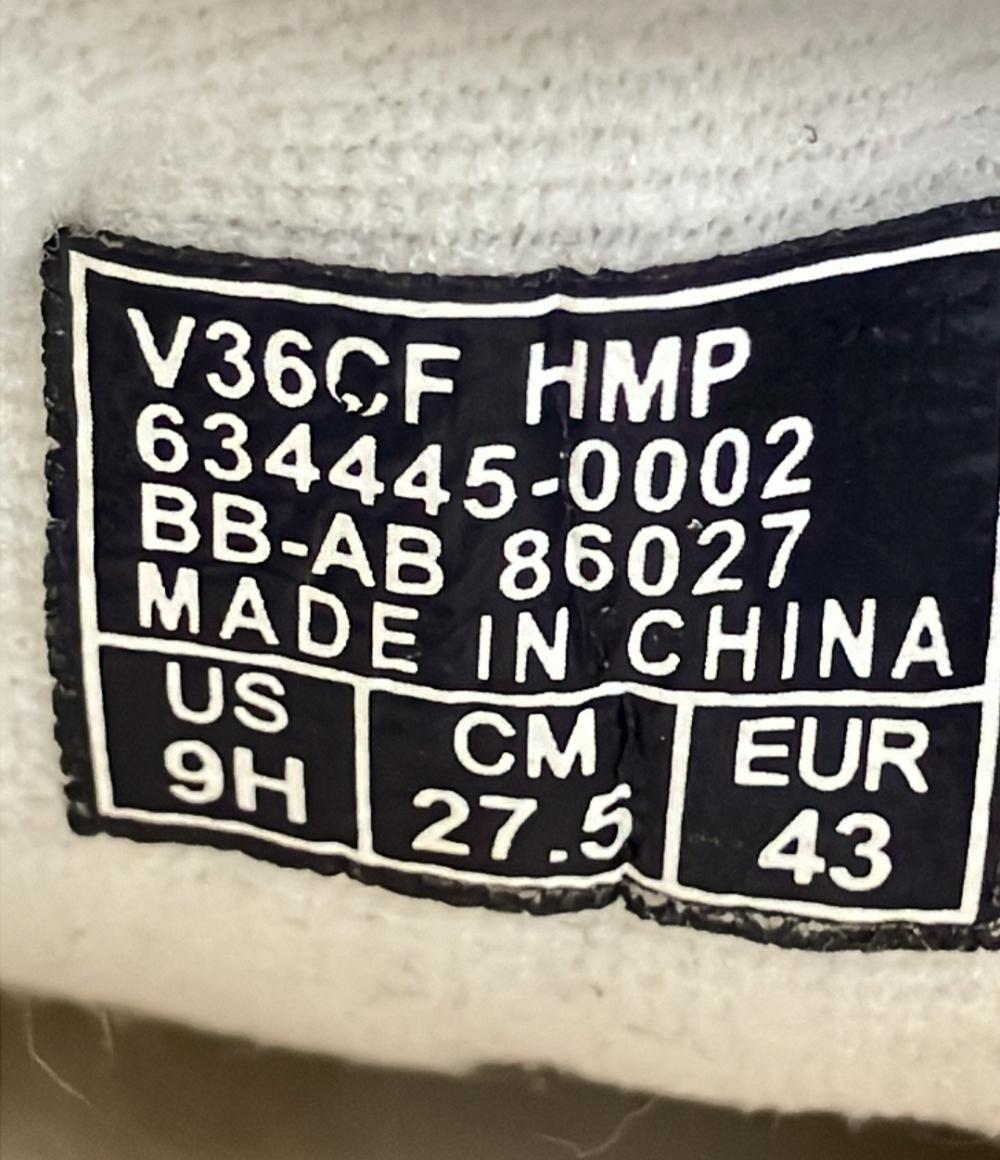 V36CF HMP
634445-0002
BB-AB 86027
MADE IN CHINA
US CM EUR
9H 27.5 43